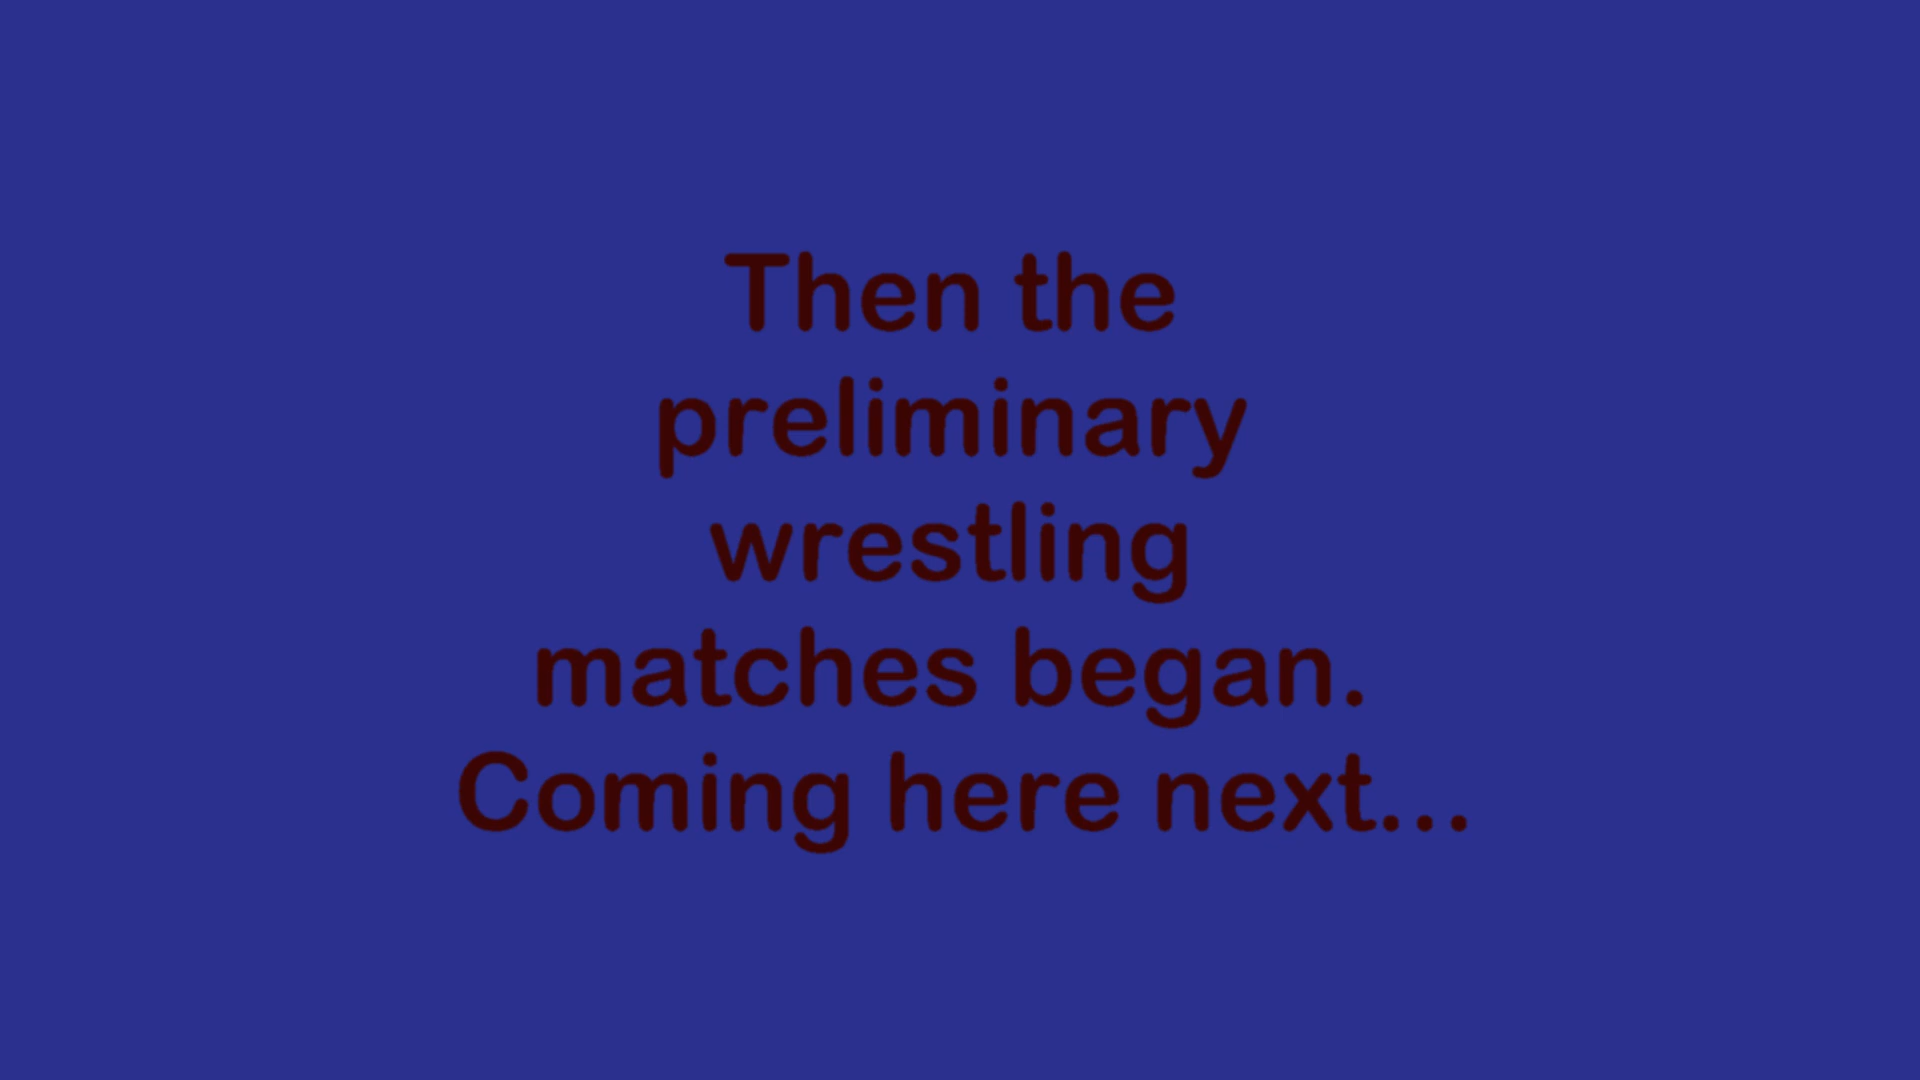 Then the
preliminary
wrestling
matches began.
Coming here next...